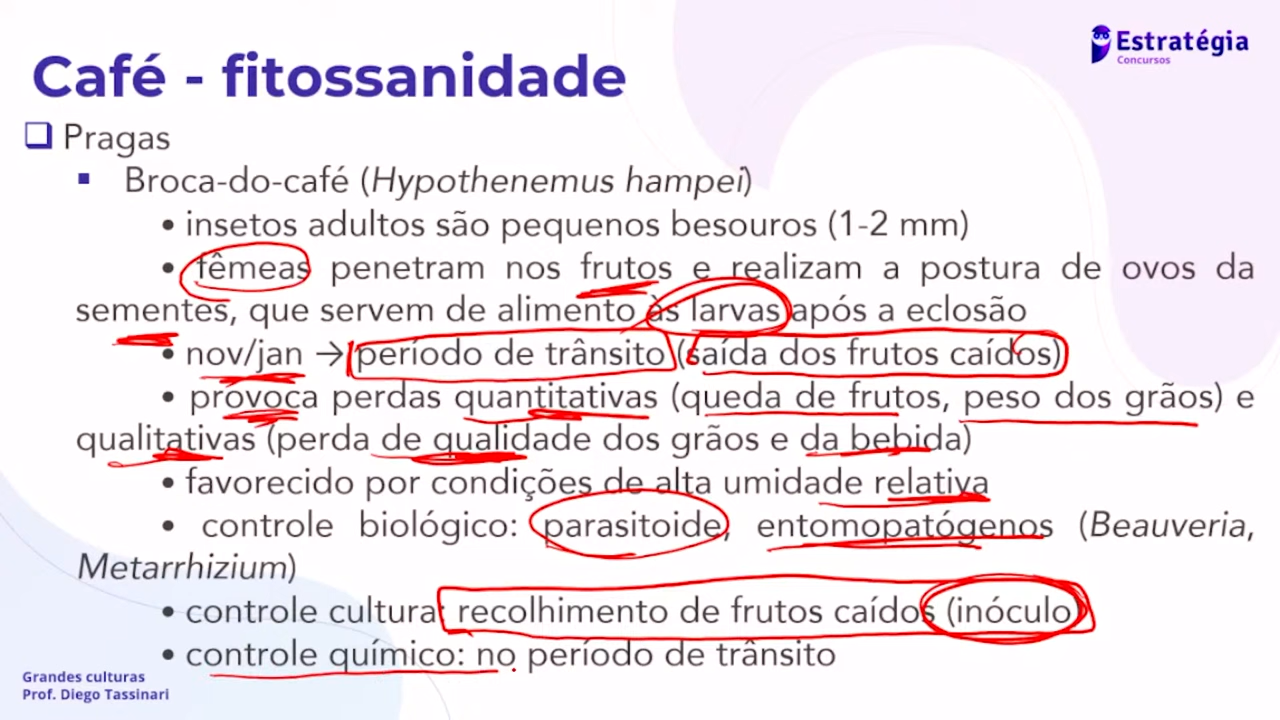 Estratégia
Concursos
Café - fitossanidade
❑ Pragas
▪ Broca-do-café (Hypothenemus hampei)
• insetos adultos são pequenos besouros (1-2 mm)
• fêmeas penetram nos frutos e realizam a postura de ovos da
sementes, que servem de alimento às larvas após a eclosão
• nov/jan → período de trânsito (saída dos frutos caídos)
• provoca perdas quantitativas (queda de frutos, peso dos grãos) e
qualitativas (perda de qualidade dos grãos e da bebida)
• favorecido por condições de alta umidade relativa
• controle biológico: parasitoide, entomopatógenos (Beauveria,
Metarrhizium)
• controle cultura: recolhimento de frutos caídos (inóculo)
• controle químico: no período de trânsito
Grandes culturas
Prof. Diego Tassinari